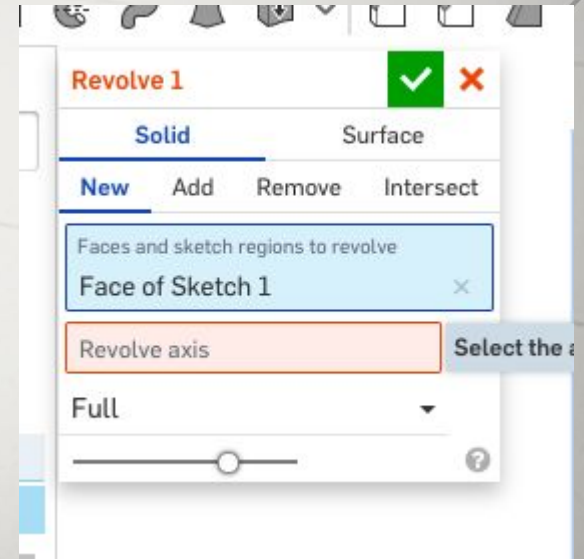 Revolve 1
Solid Surface
New Add Remove Intersect
Faces and sketch regions to revolve
Face of Sketch 1
Revolve axis
Select the
Full